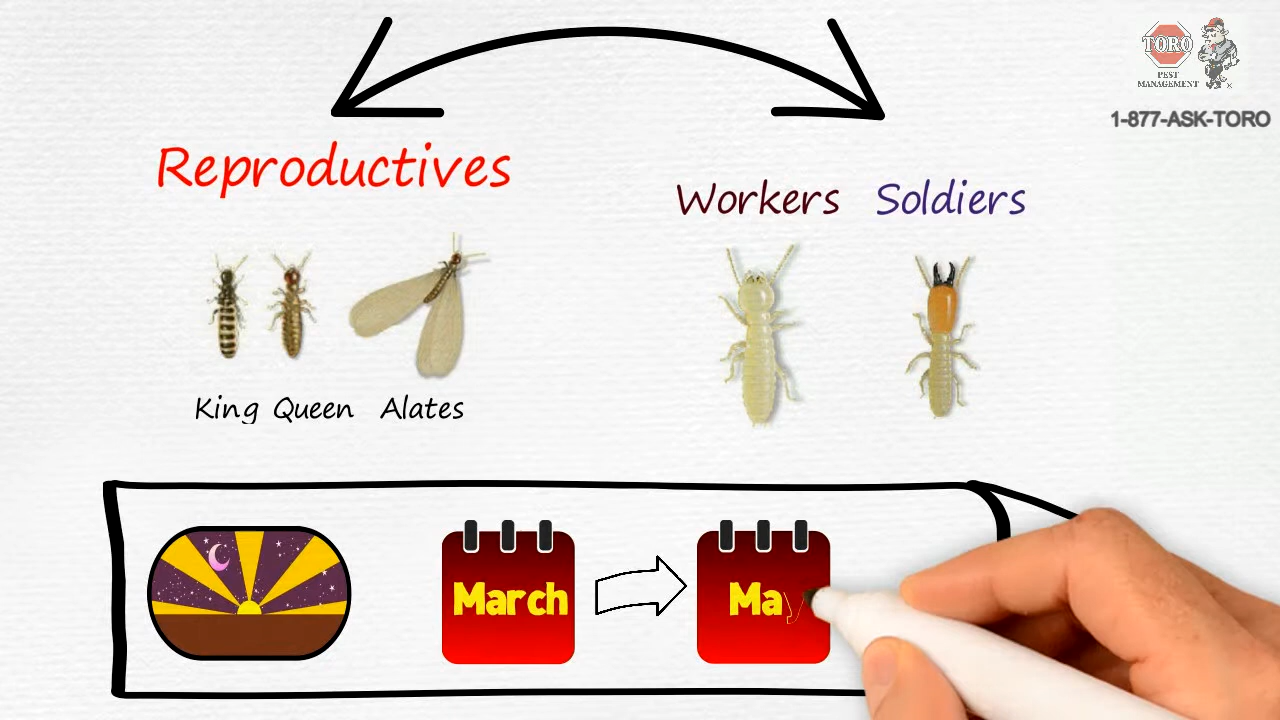 TORO
PEST
MANAGEMENT
1-877-ASK-TORO
Reproductives
Workers Soldiers
King Queen Alates
March
Ma